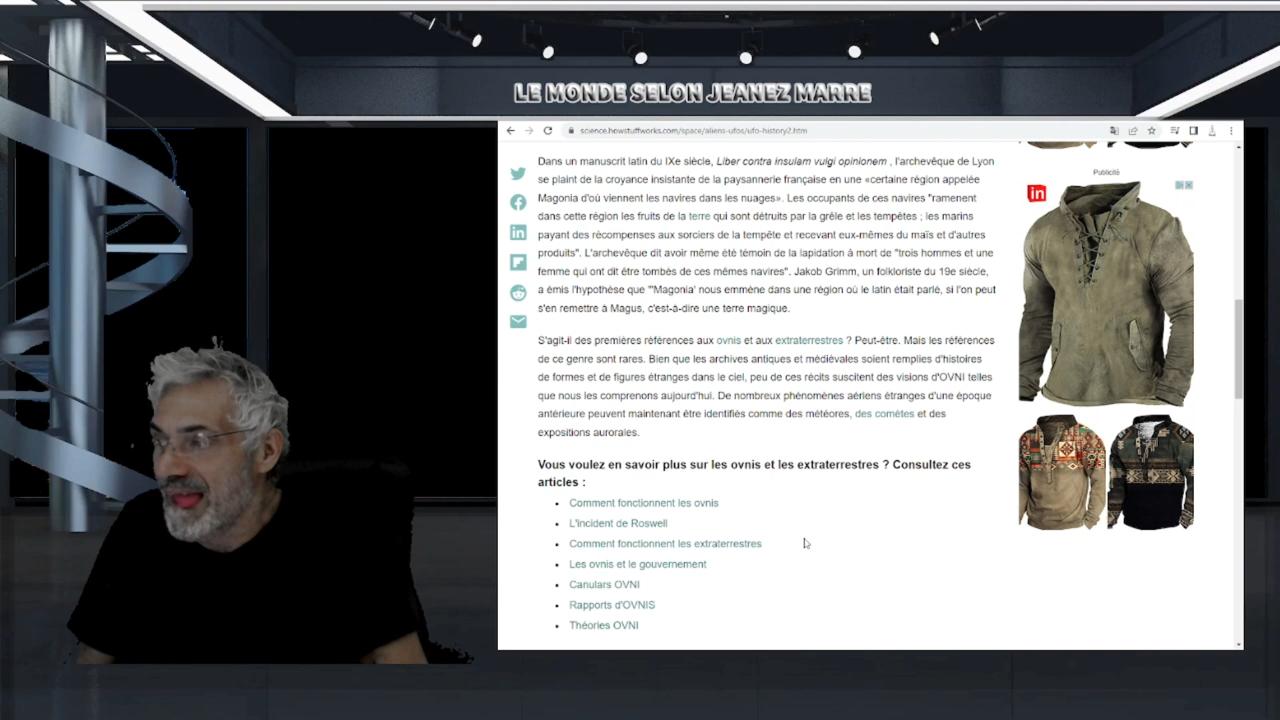 LE MONDE SELON JEANEZ MARRE
science.howstuffworks.com/space/aliens-ufos/ufo-history2.htm
Dans un manuscrit latin du IXe siècle, Liber contra insulam vulgi opinionem , l'archevêque de Lyon
se plaint de la croyance insistante de la paysannerie française en une «certaine région appelée
Magonia d'où viennent les navires dans les nuages». Les occupants de ces navires "ramenent
dans cette région les fruits de la terre qui sont détruits par la grêle et les tempêtes ; les marins
payant des récompenses aux sorciers de la tempête et recevant eux-mêmes du maïs et d'autres
produits". L'archevêque dit avoir même été témoin de la lapidation à mort de "trois hommes et une
femme qui ont dit être tombés de ces mêmes navires". Jakob Grimm, un folkloriste du 19e siècle,
a émis l'hypothèse que "'Magonia' nous emmène dans une région où le latin était parlé, si l'on peut
s'en remettre à Magus, c'est-à-dire une terre magique.
S'agit-il des premières références aux ovnis et aux extraterrestres ? Peut-être. Mais les références
de ce genre sont rares. Bien que les archives antiques et médiévales soient remplies d'histoires
de formes et de figures étranges dans le ciel, peu de ces récits suscitent des visions d'OVNI telles
que nous les comprenons aujourd'hui. De nombreux phénomènes aériens étranges d'une époque
antérieure peuvent maintenant être identifiés comme des météores, des comètes et des
expositions aurorales.
Vous voulez en savoir plus sur les ovnis et les extraterrestres ? Consultez ces
articles :
Comment fonctionnent les ovnis
L'incident de Roswell
Comment fonctionnent les extraterrestres
Les ovnis et le gouvernement
Canulars OVNI
Rapports d'OVNIS
Théories OVNI
Publicité
in